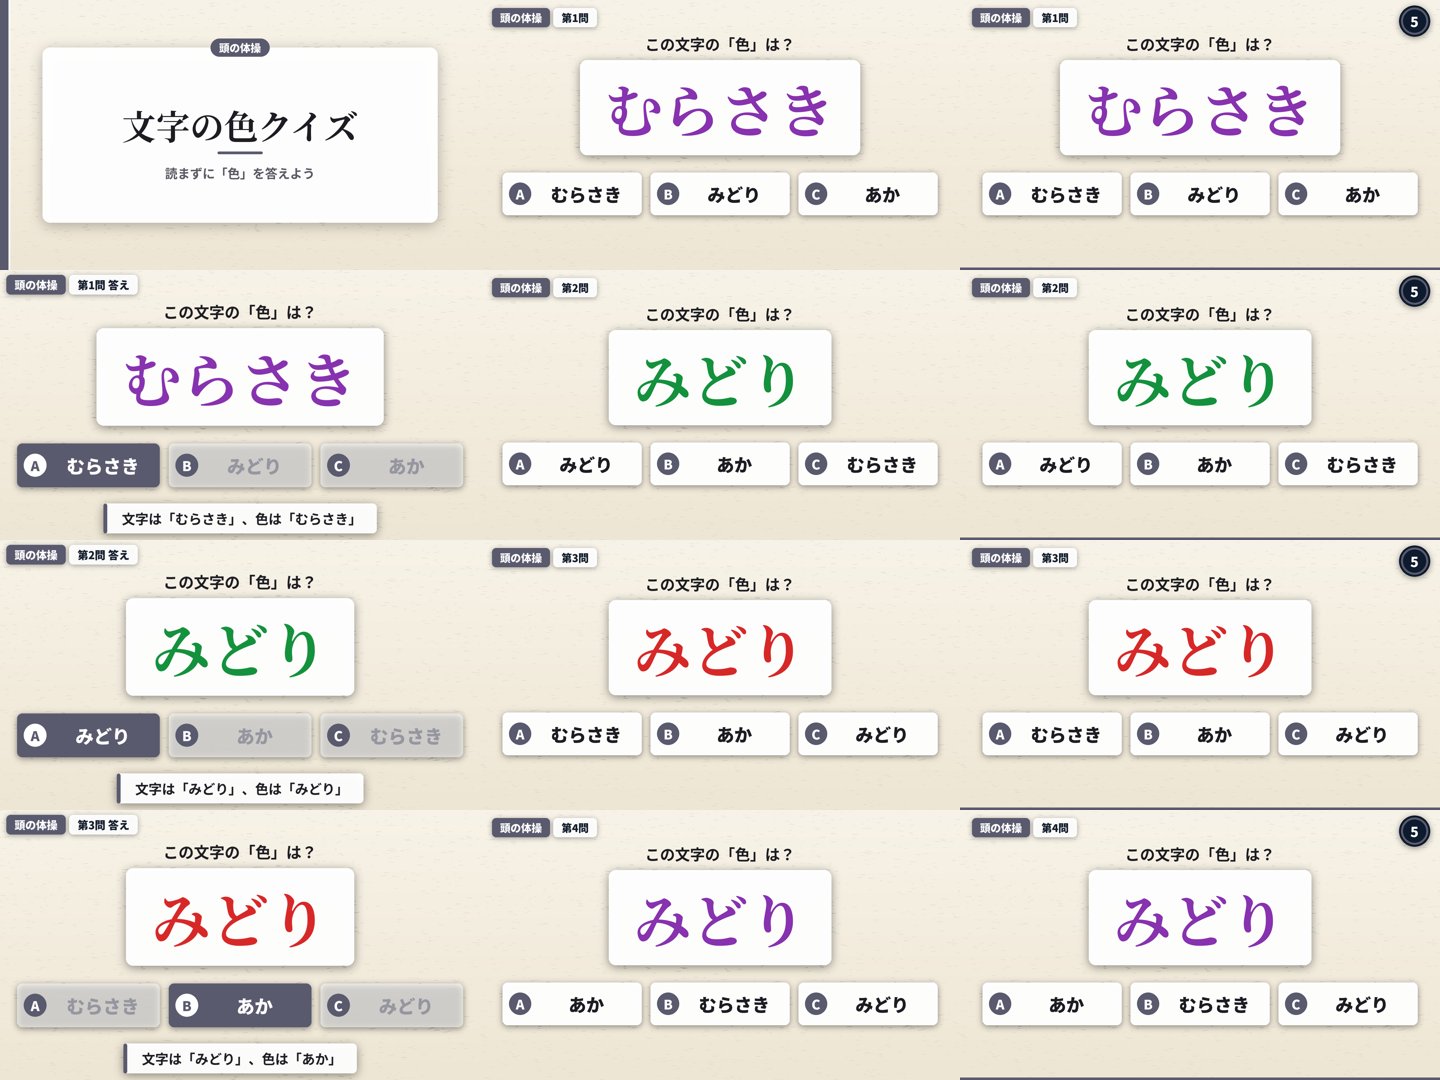 頭の体操
文字の色クイズ
読まずに「色」を答えよう
頭の体操 第1問
この文字の「色」は？
むらさき
A むらさき B みどり C あか
頭の体操 第1問 5
この文字の「色」は？
むらさき
A むらさき B みどり C あか
頭の体操 第1問 答え
この文字の「色」は？
むらさき
A むらさき B みどり C あか
文字は「むらさき」、色は「むらさき」
頭の体操 第2問
この文字の「色」は？
みどり
A みどり B あか C むらさき
頭の体操 第2問 5
この文字の「色」は？
みどり
A みどり B あか C むらさき
頭の体操 第2問 答え
この文字の「色」は？
みどり
A みどり B あか C むらさき
文字は「みどり」、色は「みどり」
頭の体操 第3問
この文字の「色」は？
みどり
A むらさき B あか C みどり
頭の体操 第3問 5
この文字の「色」は？
みどり
A むらさき B あか C みどり
頭の体操 第3問 答え
この文字の「色」は？
みどり
A むらさき B あか C みどり
文字は「みどり」、色は「あか」
頭の体操 第4問
この文字の「色」は？
みどり
A あか B むらさき C みどり
頭の体操 第4問 5
この文字の「色」は？
みどり
A あか B むらさき C みどり